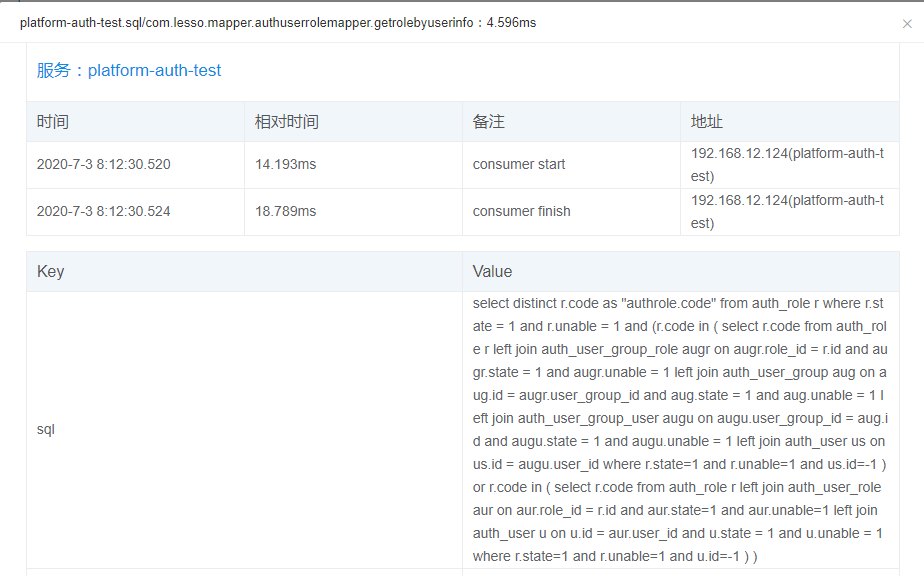 platform-auth-test.sql/com.lesso.mapper.authuserrolemapper.getrolebyuserinfo：4.596ms
服务：platform-auth-test
时间 相对时间 备注 地址
2020-7-3 8:12:30.520 14.193ms consumer start 192.168.12.124(platform-auth-t
est)
2020-7-3 8:12:30.524 18.789ms consumer finish 192.168.12.124(platform-auth-t
est)
Key Value
sql
select distinct r.code as "authrole.code" from auth_role r where r.st
ate = 1 and r.unable = 1 and (r.code in ( select r.code from auth_rol
e r left join auth_user_group_role augr on augr.role_id = r.id and au
gr.state = 1 and augr.unable = 1 left join auth_user_group aug on a
ug.id = augr.user_group_id and aug.state = 1 and aug.unable = 1 l
eft join auth_user_group_user augu on augu.user_group_id = aug.i
d and augu.state = 1 and augu.unable = 1 left join auth_user us on
us.id = augu.user_id where r.state=1 and r.unable=1 and us.id=-1 )
or r.code in ( select r.code from auth_role r left join auth_user_role
aur on aur.role_id = r.id and aur.state=1 and aur.unable=1 left join
auth_user u on u.id = aur.user_id and u.state = 1 and u.unable = 1
where r.state=1 and r.unable=1 and u.id=-1 ) )